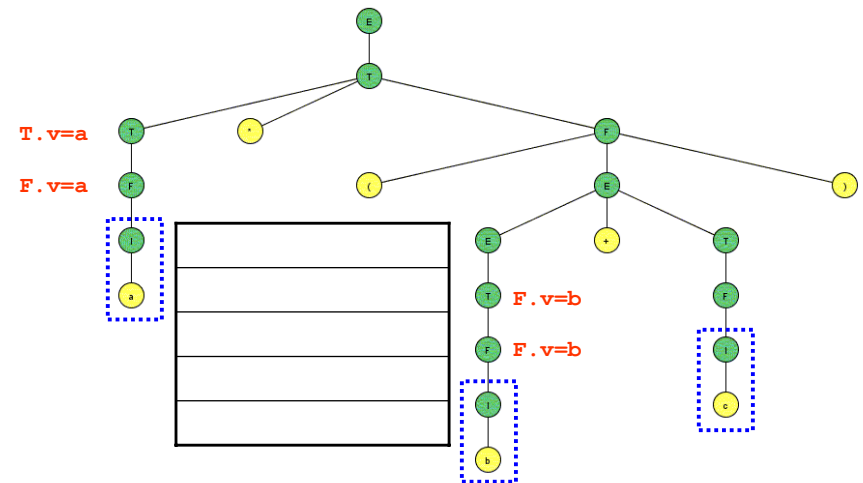 E
T
T.v=a T * F
F.v=a F ( E )
I E + T
a T F.v=b F
F F.v=b I
I c
b